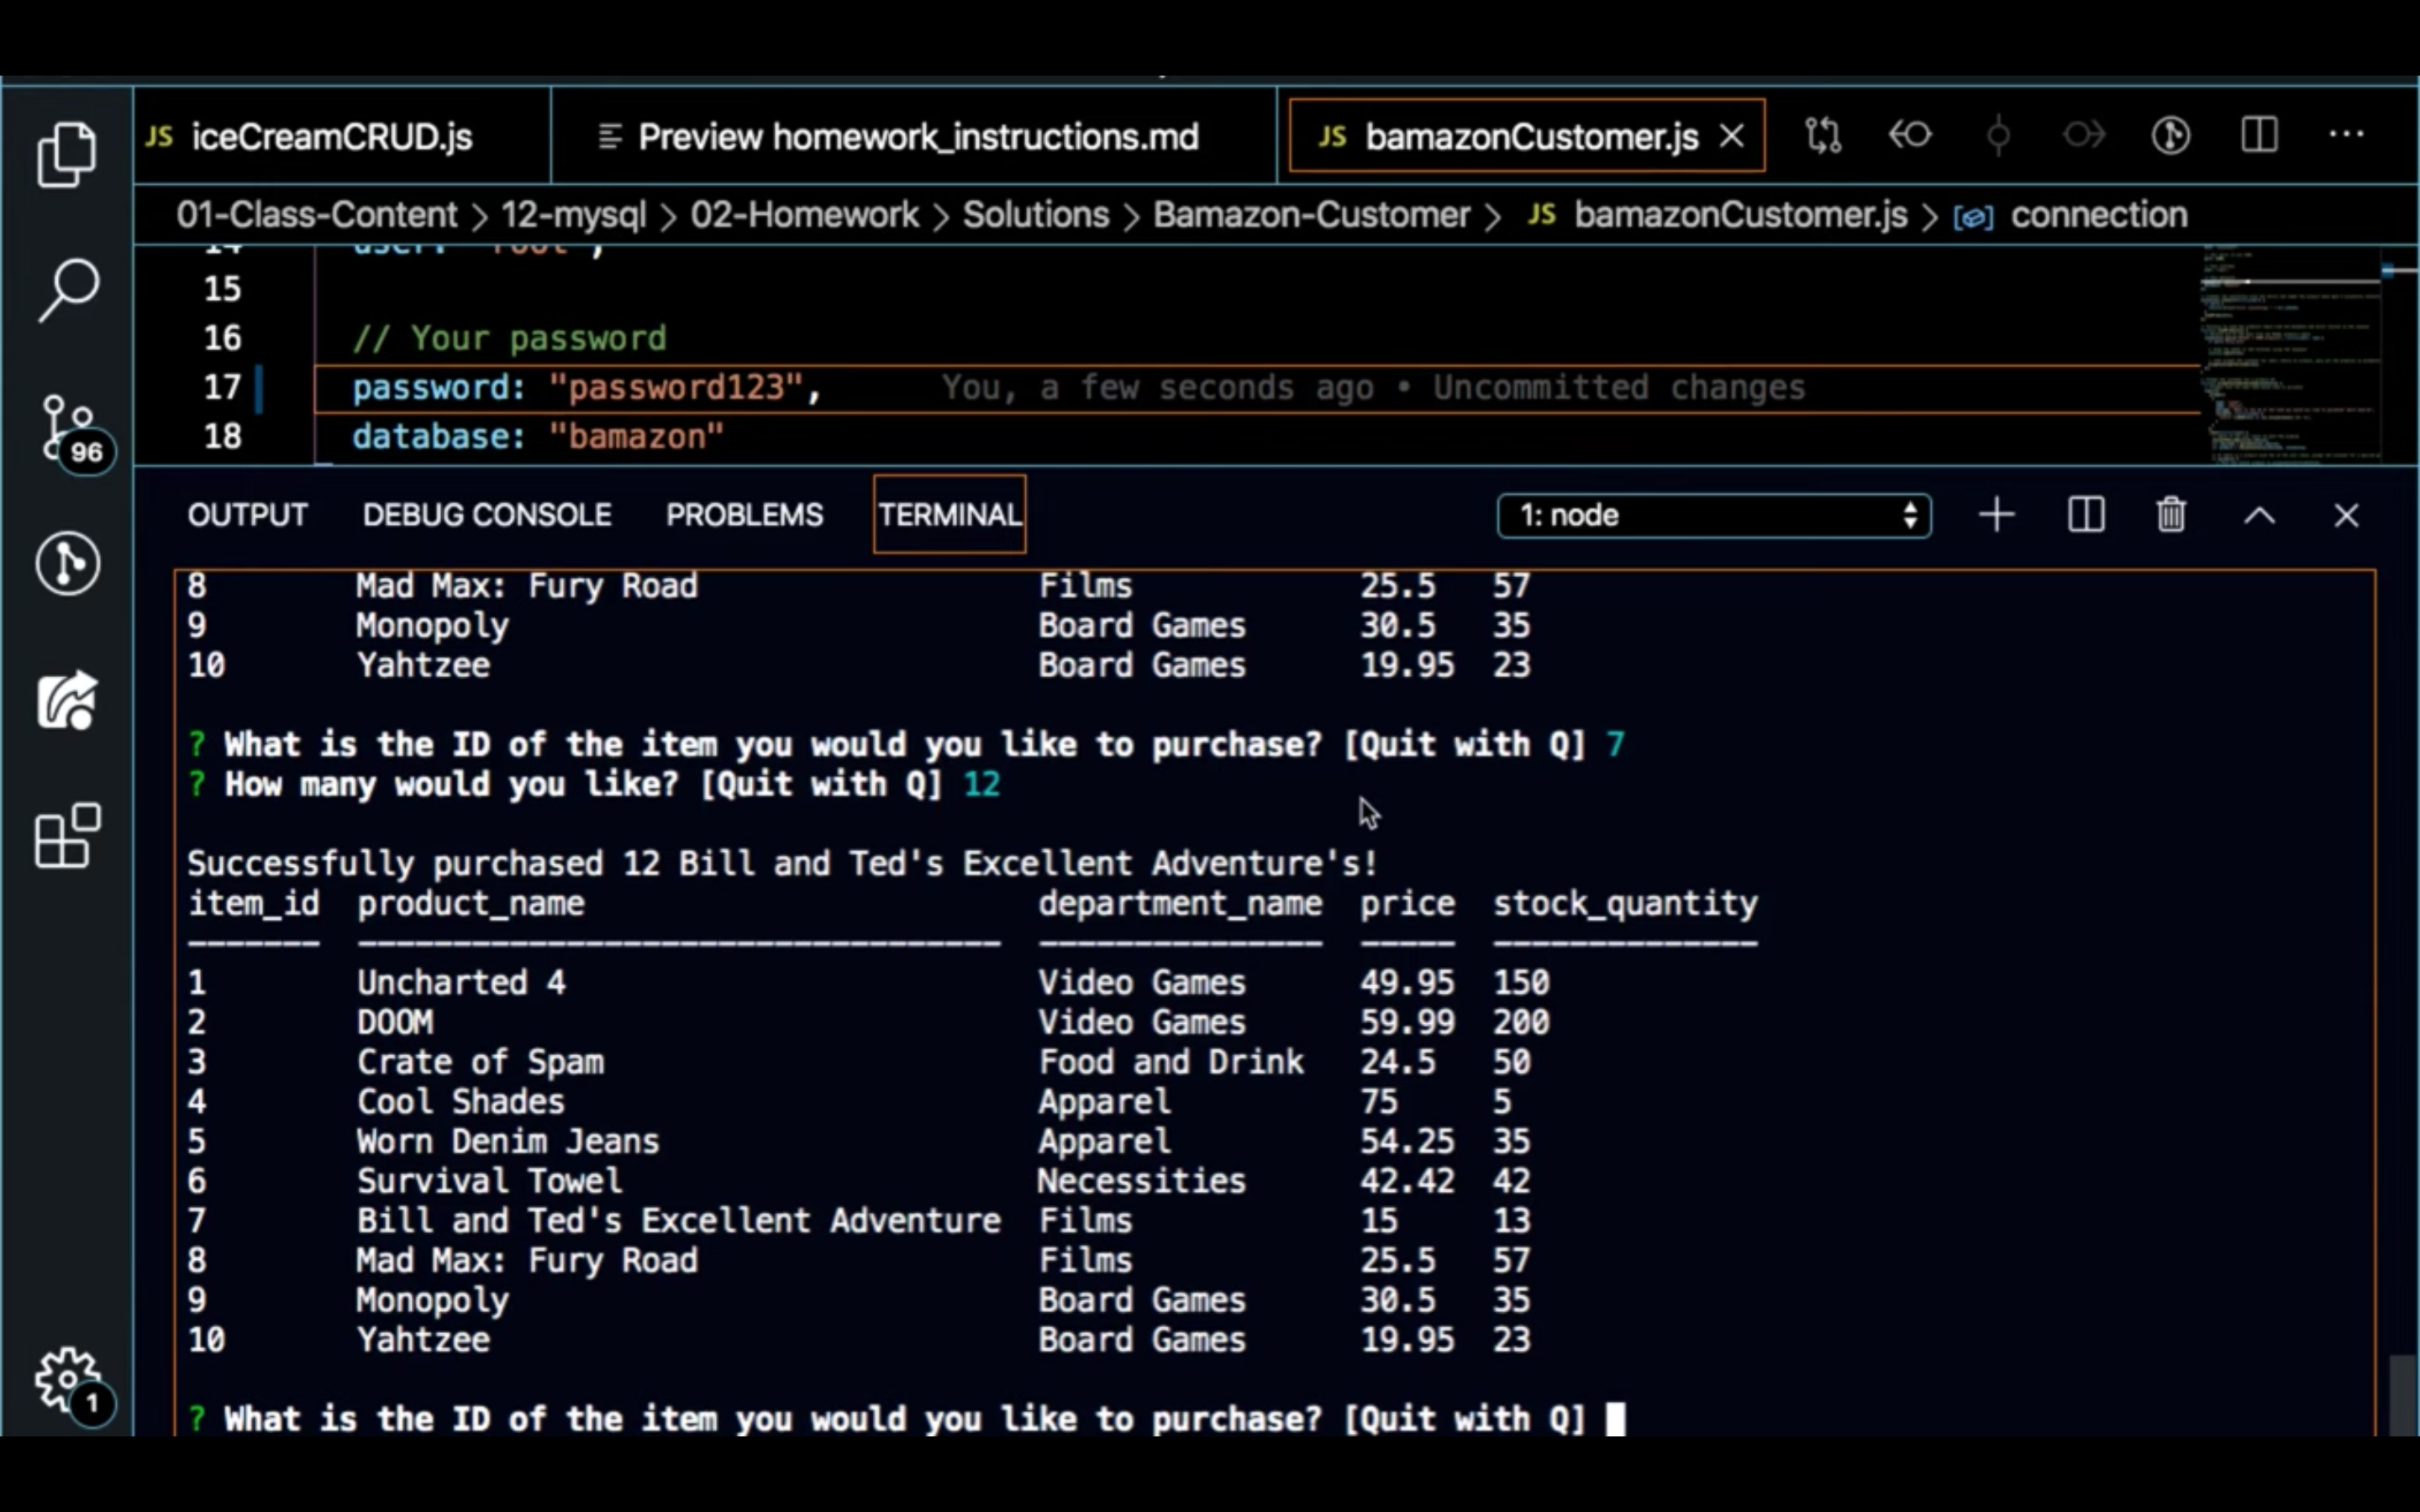 JS iceCreamCRUD.js Preview homework_instructions.md JS bamazonCustomer.js
01-Class-Content > 12-mysql > 02-Homework > Solutions > Bamazon-Customer > JS bamazonCustomer.js > connection
14 user: "root",
15
16 // Your password
17 password: "password123", You, a few seconds ago • Uncommitted changes
18 database: "bamazon"
96
OUTPUT DEBUG CONSOLE PROBLEMS TERMINAL 1: node
8 Mad Max: Fury Road Films 25.5 57
9 Monopoly Board Games 30.5 35
10 Yahtzee Board Games 19.95 23
? What is the ID of the item you would you like to purchase? [Quit with Q] 7
? How many would you like? [Quit with Q] 12
Successfully purchased 12 Bill and Ted's Excellent Adventure's!
item_id product_name department_name price stock_quantity
------- ---------------------------------- --------------- ----- --------------
1 Uncharted 4 Video Games 49.95 150
2 DOOM Video Games 59.99 200
3 Crate of Spam Food and Drink 24.5 50
4 Cool Shades Apparel 75 5
5 Worn Denim Jeans Apparel 54.25 35
6 Survival Towel Necessities 42.42 42
7 Bill and Ted's Excellent Adventure Films 15 13
8 Mad Max: Fury Road Films 25.5 57
9 Monopoly Board Games 30.5 35
10 Yahtzee Board Games 19.95 23
? What is the ID of the item you would you like to purchase? [Quit with Q]
1